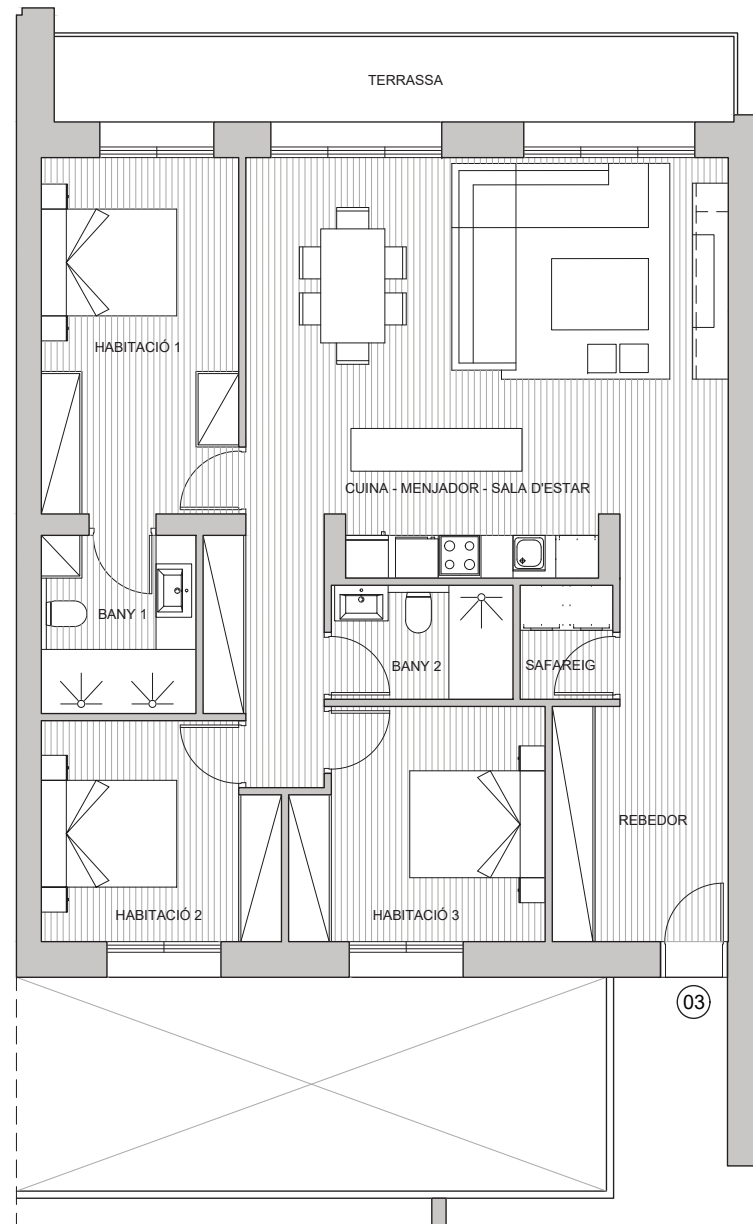 TERRASSA
HABITACIÓ 1
CUINA - MENJADOR - SALA D'ESTAR
BANY 1
BANY 2
SAFAREIG
REBEDOR
HABITACIÓ 2
HABITACIÓ 3
03